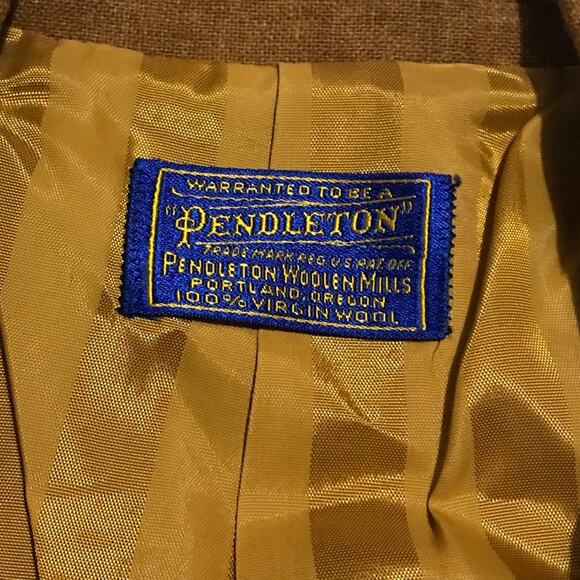 WARRANTED TO BE A
"PENDLETON"
TRADE MARK REG U.S. PAT. OFF.
PENDLETON WOOLEN MILLS
PORTLAND, OREGON
100% VIRGIN WOOL